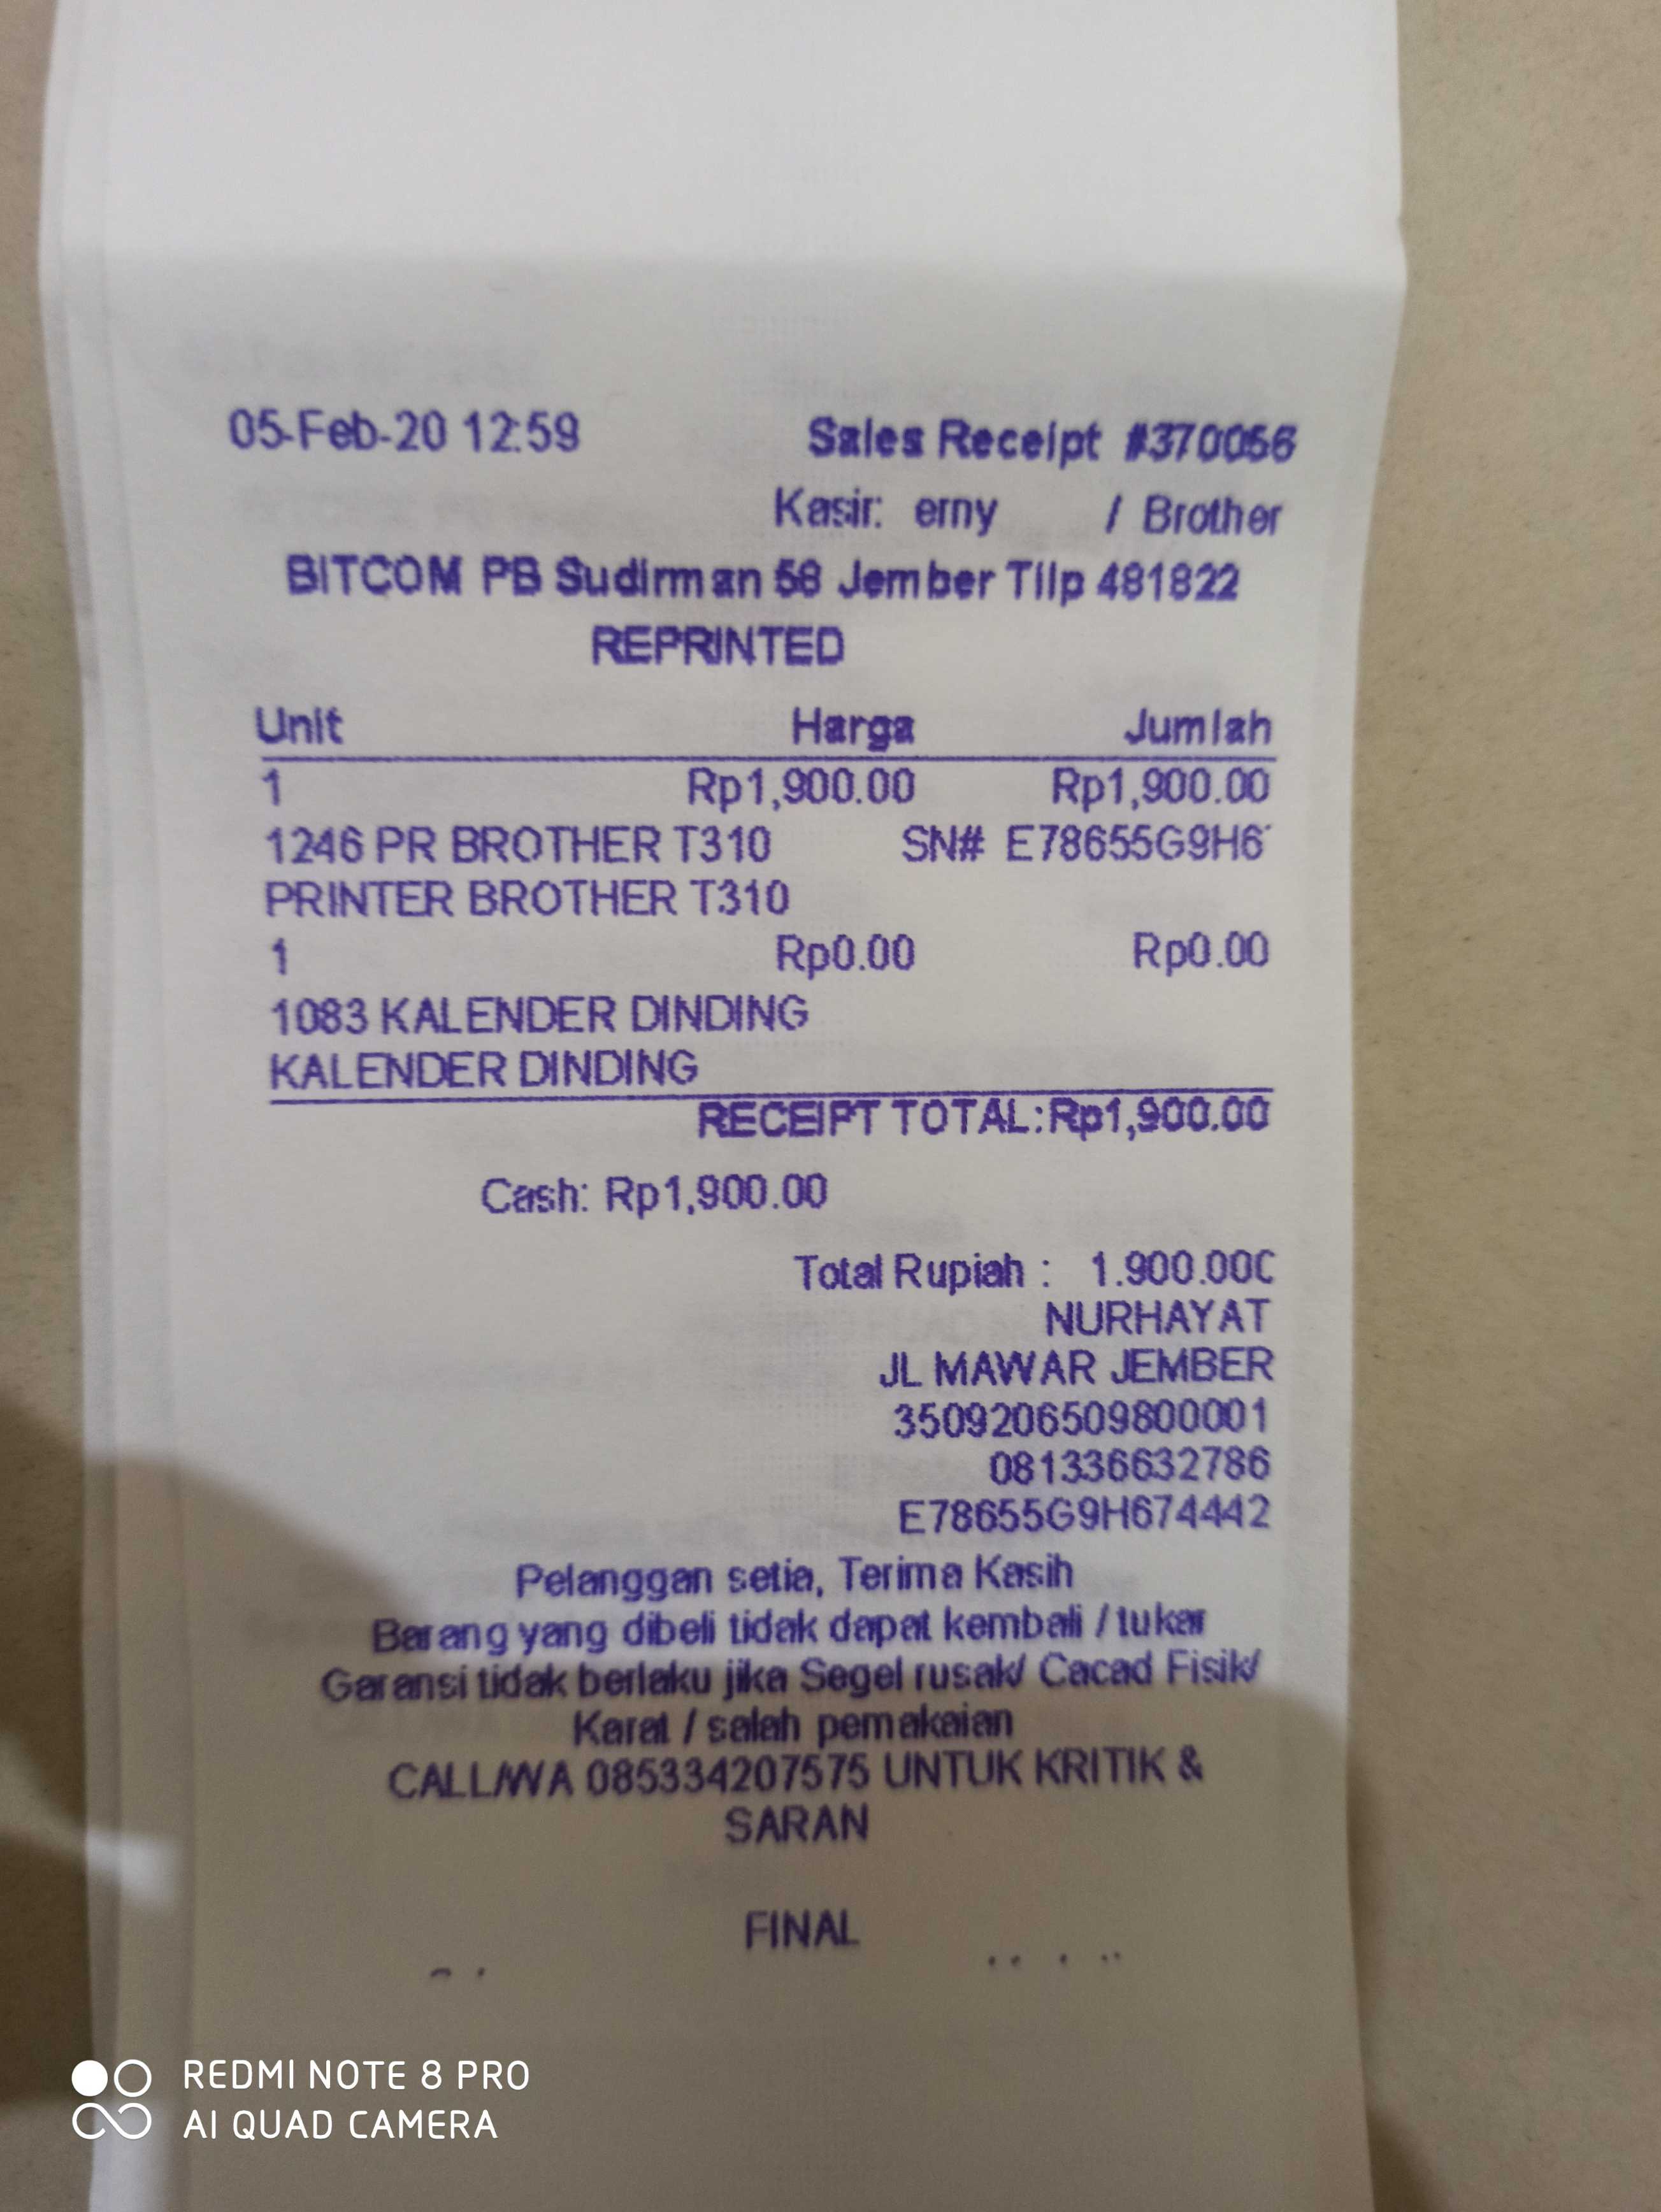 05-Feb-20 12:59 Sales Receipt #370056
Kasir: erny / Brother
BITCOM PB Sudirman 58 Jember Tllp 481822
REPRINTED
Unit Harga Jumlah
1 Rp1,900.00 Rp1,900.00
1246 PR BROTHER T310 SN# E78655G9H6
PRINTER BROTHER T310
1 Rp0.00 Rp0.00
1083 KALENDER DINDING
KALENDER DINDING
RECEIPT TOTAL: Rp1,900.00
Cash: Rp1,900.00
Total Rupiah : 1.900.000
NURHAYAT
JL MAWAR JEMBER
3509206509800001
081336632786
E78655G9H674442
Pelanggan setia, Terima Kasih
Barang yang dibeli tidak dapat kembali / tukar
Garansi tidak berlaku jika Segel rusak/ Cacad Fisik/
Karat / salah pemakaian
CALL/WA 085334207575 UNTUK KRITIK &
SARAN
FINAL
REDMI NOTE 8 PRO
AI QUAD CAMERA